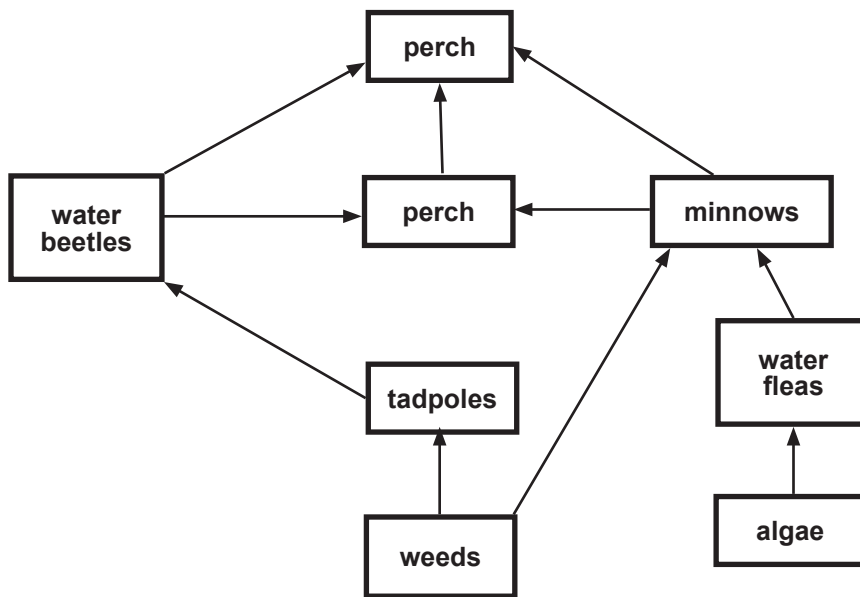 perch
water
beetles
perch
minnows
tadpoles
water
fleas
weeds
algae